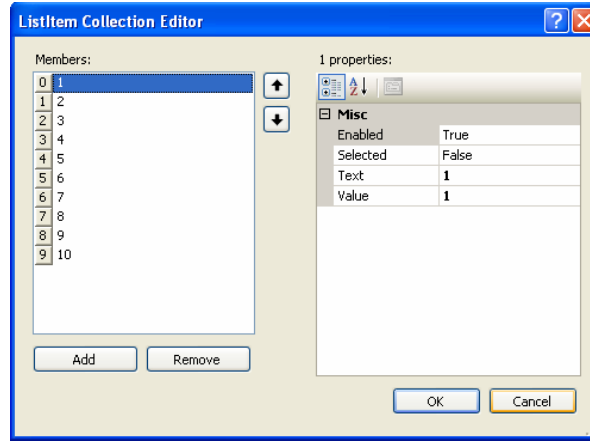 ListItem Collection Editor
Members:
0 1
1 2
2 3
3 4
4 5
5 6
6 7
7 8
8 9
9 10
Add Remove
1 properties:
Misc
Enabled True
Selected False
Text 1
Value 1
OK Cancel